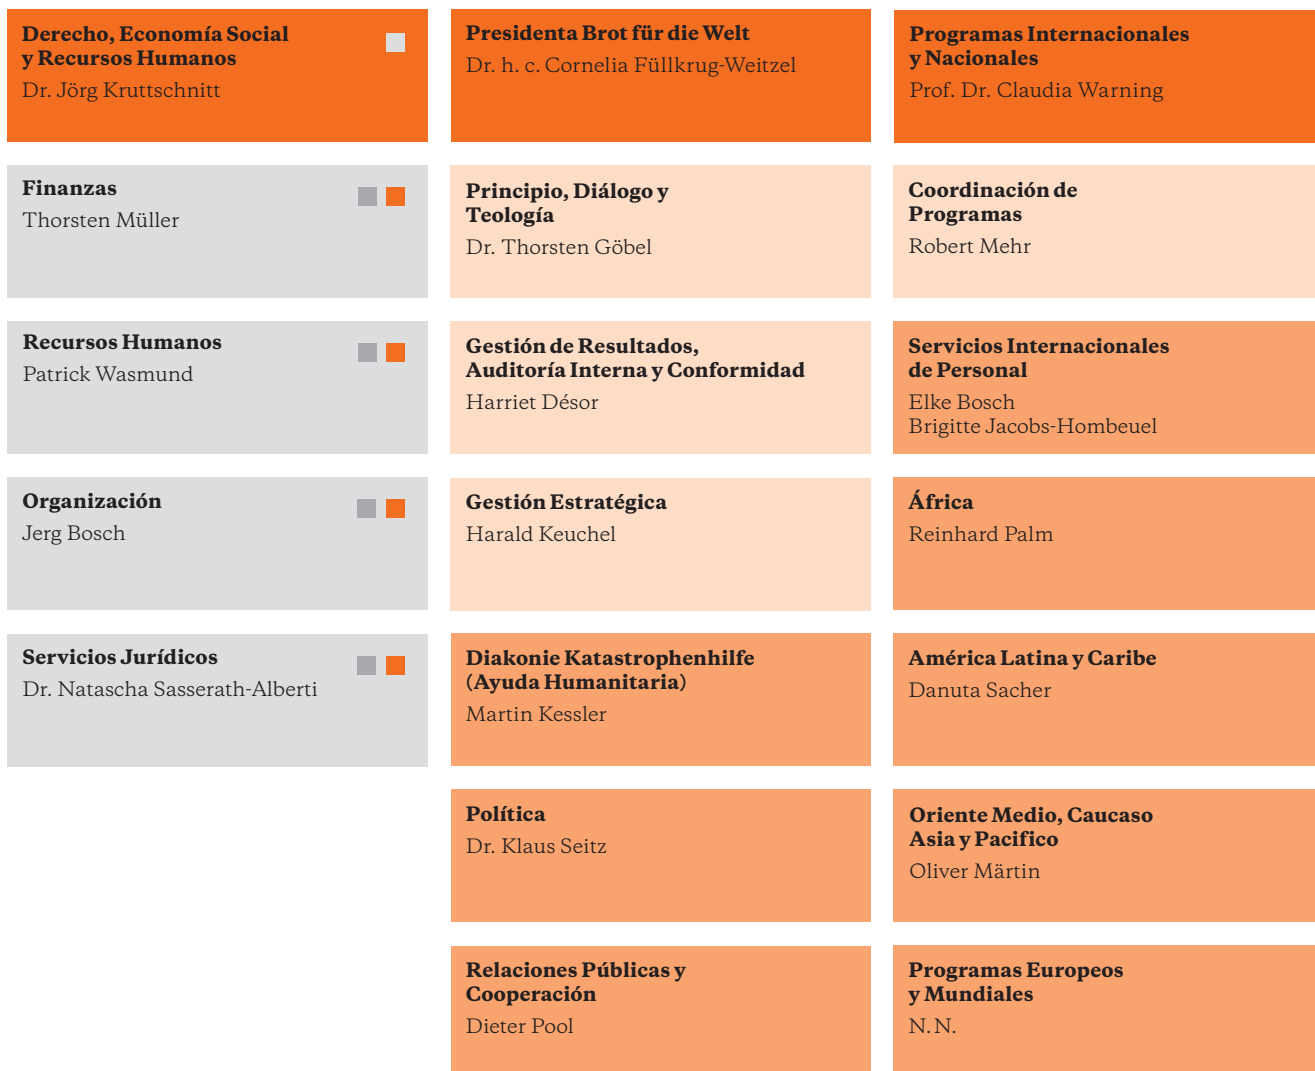 Derecho, Economía Social
y Recursos Humanos
Dr. Jörg Kruttschnitt
Finanzas
Thorsten Müller
Recursos Humanos
Patrick Wasmund
Organización
Jerg Bosch
Servicios Jurídicos
Dr. Natascha Sasserath-Alberti
Presidenta Brot für die Welt
Dr. h. c. Cornelia Füllkrug-Weitzel
Principio, Diálogo y
Teología
Dr. Thorsten Göbel
Gestión de Resultados,
Auditoría Interna y Conformidad
Harriet Désor
Gestión Estratégica
Harald Keuchel
Diakonie Katastrophenhilfe
(Ayuda Humanitaria)
Martin Kessler
Política
Dr. Klaus Seitz
Relaciones Públicas y
Cooperación
Dieter Pool
Programas Internacionales
y Nacionales
Prof. Dr. Claudia Warning
Coordinación de
Programas
Robert Mehr
Servicios Internacionales
de Personal
Elke Bosch
Brigitte Jacobs-Hombeuel
África
Reinhard Palm
América Latina y Caribe
Danuta Sacher
Oriente Medio, Caucaso
Asia y Pacifico
Oliver Märtin
Programas Europeos
y Mundiales
N. N.